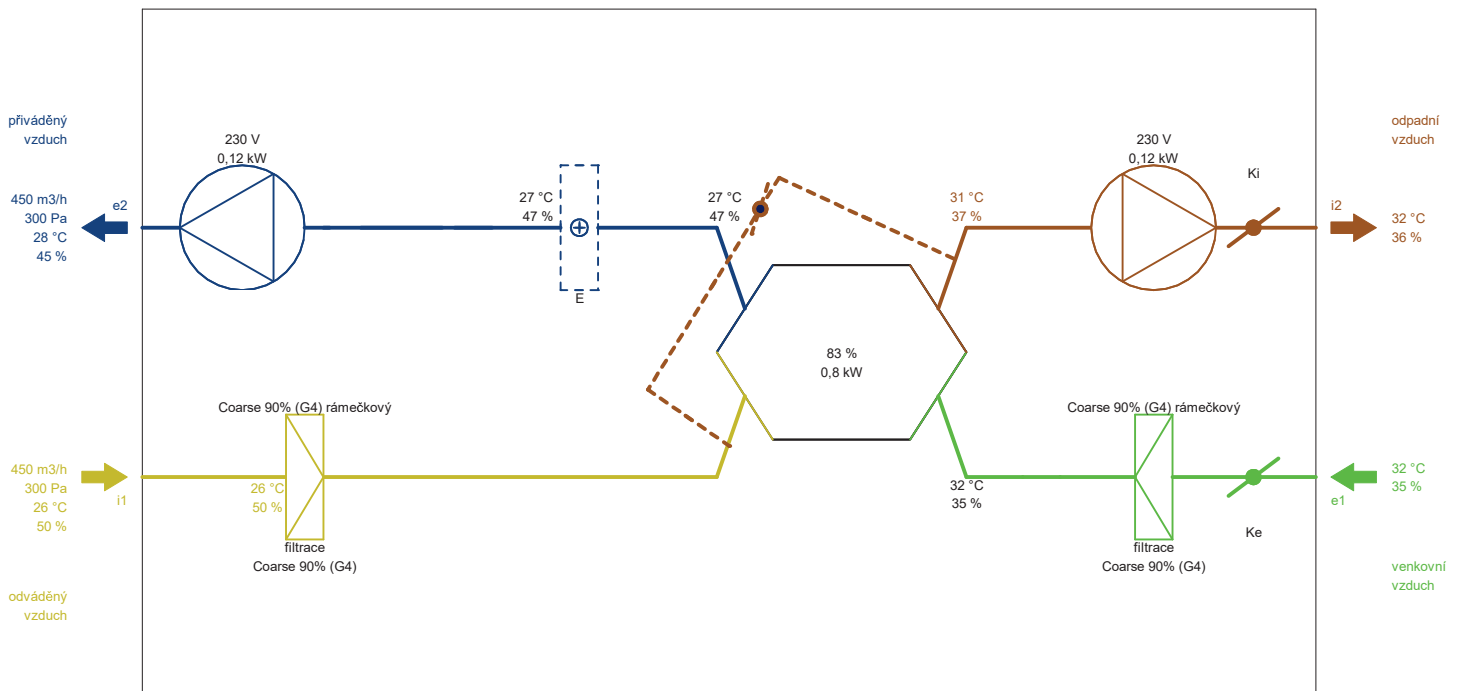 přiváděný
vzduch
230 V
0,12 kW
230 V
0,12 kW
odpadní
vzduch
Ki
450 m3/h
300 Pa
28 °C
45 %
e2
27 °C
47 %
27 °C
47 %
31 °C
37 %
i2
32 °C
36 %
E
83 %
0,8 kW
Coarse 90% (G4) rámečkový
Coarse 90% (G4) rámečkový
450 m3/h
300 Pa
26 °C
50 %
i1
26 °C
50 %
32 °C
35 %
32 °C
35 %
e1
Ke
filtrace
Coarse 90% (G4)
filtrace
Coarse 90% (G4)
venkovní
vzduch
odváděný
vzduch